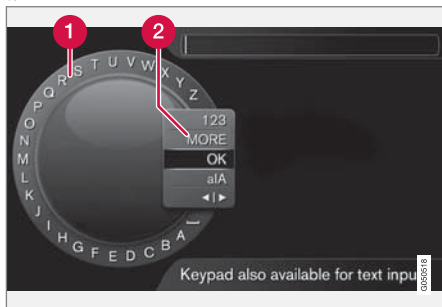 1
2
A B C D E F G H I J K L M N O P Q R S T U V W X Y Z
123
MORE
OK
a|A
◄|►
Keypad also available for text inpu
G050518